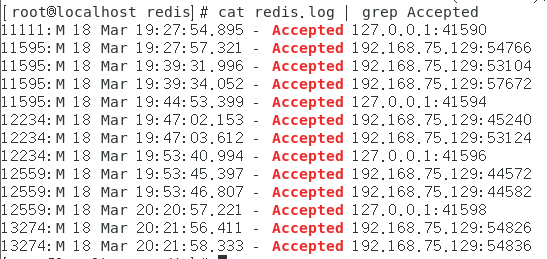 [root@localhost redis]# cat redis.log | grep Accepted
11111:M 18 Mar 19:27:54.895 - Accepted 127.0.0.1:41590
11595:M 18 Mar 19:27:57.321 - Accepted 192.168.75.129:54766
11595:M 18 Mar 19:39:31.996 - Accepted 192.168.75.129:53104
11595:M 18 Mar 19:39:34.052 - Accepted 192.168.75.129:57672
11595:M 18 Mar 19:44:53.399 - Accepted 127.0.0.1:41594
12234:M 18 Mar 19:47:02.153 - Accepted 192.168.75.129:45240
12234:M 18 Mar 19:47:03.612 - Accepted 192.168.75.129:53124
12234:M 18 Mar 19:53:40.994 - Accepted 127.0.0.1:41596
12559:M 18 Mar 19:53:45.397 - Accepted 192.168.75.129:44572
12559:M 18 Mar 19:53:46.807 - Accepted 192.168.75.129:44582
12559:M 18 Mar 20:20:57.221 - Accepted 127.0.0.1:41598
13274:M 18 Mar 20:21:56.411 - Accepted 192.168.75.129:54826
13274:M 18 Mar 20:21:58.333 - Accepted 192.168.75.129:54836